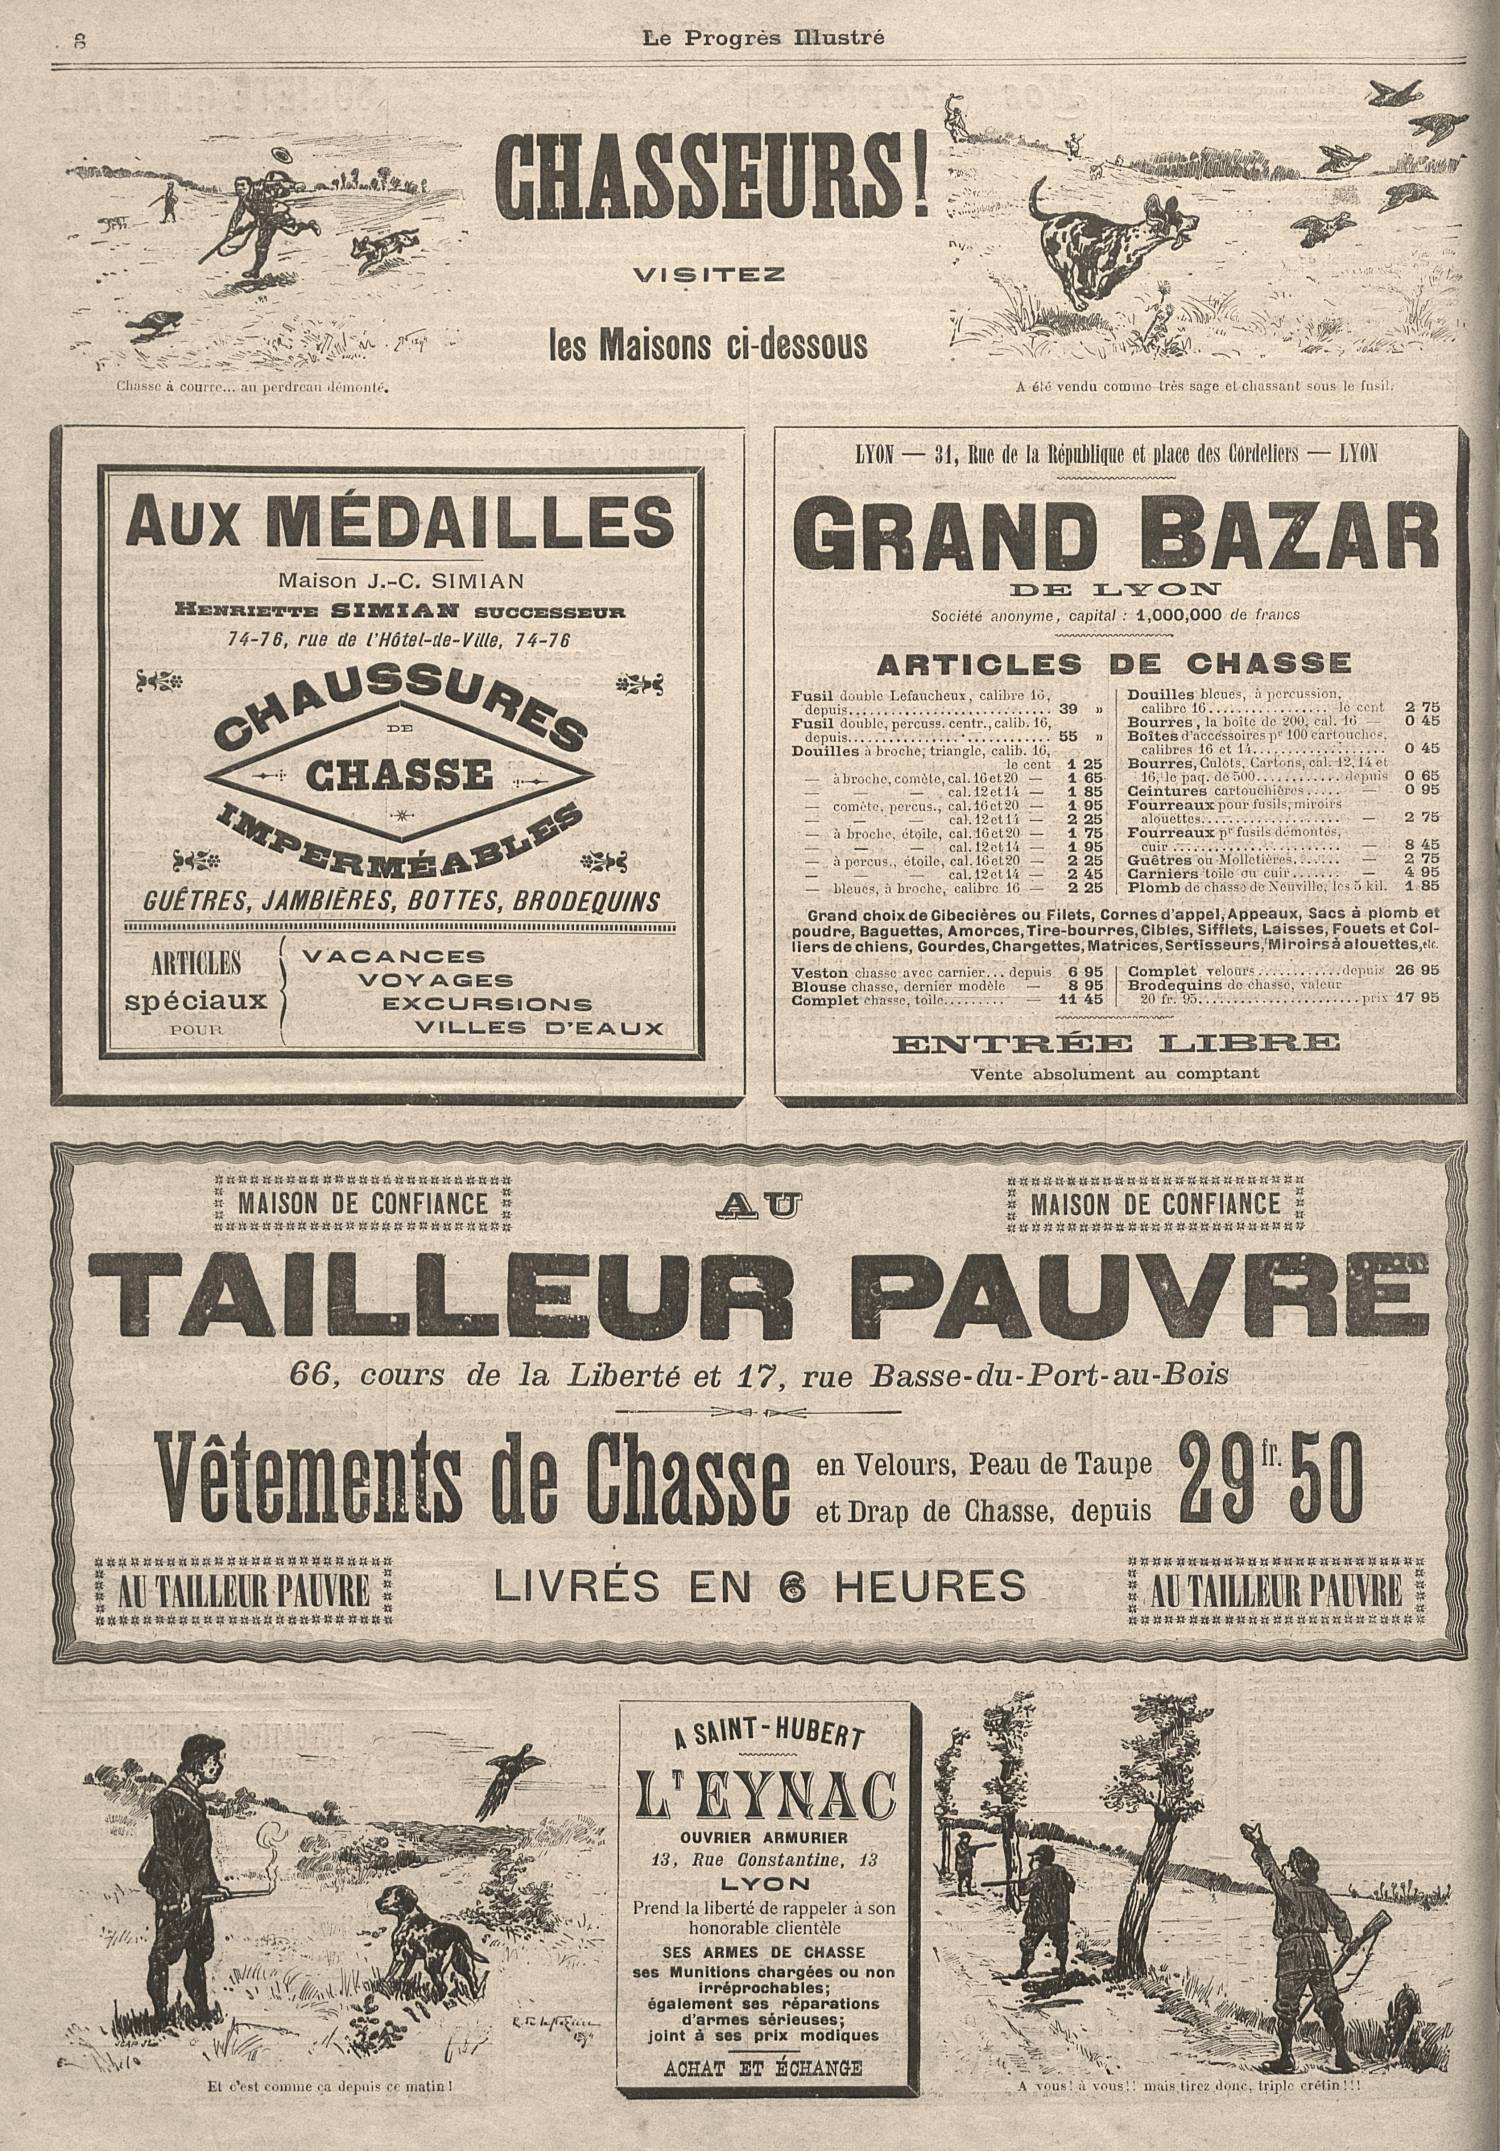 8
Le Progrès Illustré
CHASSEURS!
VISITEZ
les Maisons ci-dessous
Chasse à courre... au perdreau démonté.
A été vendu comme très sage et chassant sous le fusil.
AUX MÉDAILLES
Maison J.-C. SIMIAN
HENRIETTE SIMIAN SUCCESSEUR
74-76, rue de l'Hôtel-de-Ville, 74-76
CHAUSSURES
DE
CHASSE
IMPERMÉABLES
GUÊTRES, JAMBIÈRES, BOTTES, BRODEQUINS
ARTICLES
spéciaux
POUR
VACANCES
VOYAGES
EXCURSIONS
VILLES D'EAUX
LYON — 31, Rue de la République et place des Cordeliers — LYON
GRAND BAZAR
DE LYON
Société anonyme, capital : 1,000,000 de francs
ARTICLES DE CHASSE
Fusil double Lefaucheux, calibre 16,
depuis.............................. 39 »
Fusil double, percuss. centr., calib. 16,
depuis.............................. 55 »
Douilles à broche, triangle, calib. 16,
le cent 1 25
— à broche, comète, cal. 16 et 20 — 1 65
— — — cal. 12 et 14 — 1 85
— comète, percus., cal. 16 et 20 — 1 95
— — — cal. 12 et 14 — 2 25
— à broche, étoile, cal. 16 et 20 — 1 75
— — — cal. 12 et 14 — 1 95
— à percus., étoile, cal. 16 et 20 — 2 25
— — — cal. 12 et 14 — 2 45
— bleues, à broche, calibre 16 — 2 25
Douilles bleues, à percussion,
calibre 16.................. le cent 2 75
Bourres, la boîte de 200, cal. 16 — 0 45
Boîtes d'accessoires pr 100 cartouches,
calibres 16 et 14.................... 0 45
Bourres, Culots, Cartons, cal. 12, 14 et
16, le paq. de 500............ depuis 0 65
Ceintures cartouchières..... — 0 95
Fourreaux pour fusils, miroirs
alouettes..................... — 2 75
Fourreaux pr fusils démontés,
cuir ......................... — 8 45
Guêtres ou Molletières....... — 2 75
Carniers toile ou cuir....... — 4 95
Plomb de chasse de Neuville, les 5 kil. 1 85
Grand choix de Gibecières ou Filets, Cornes d'appel, Appeaux, Sacs à plomb et
poudre, Baguettes, Amorces, Tire-bourres, Cibles, Sifflets, Laisses, Fouets et Col-
liers de chiens, Gourdes, Chargettes, Matrices, Sertisseurs, Miroirs à alouettes, etc.
Veston chasse avec carnier... depuis 6 95
Blouse chasse, dernier modèle — 8 95
Complet chasse, toile......... — 11 45
Complet velours ............ depuis 26 95
Brodequins de chasse, valeur
20 fr. 95...................... prix 17 95
ENTRÉE LIBRE
Vente absolument au comptant
MAISON DE CONFIANCE
AU
MAISON DE CONFIANCE
TAILLEUR PAUVRE
66, cours de la Liberté et 17, rue Basse-du-Port-au-Bois
Vêtements de Chasse en Velours, Peau de Taupe
et Drap de Chasse, depuis 29 fr. 50
AU TAILLEUR PAUVRE
LIVRÉS EN 6 HEURES
AU TAILLEUR PAUVRE
A SAINT-HUBERT
LT EYNAC
OUVRIER ARMURIER
13, Rue Constantine, 13
LYON
Prend la liberté de rappeler à son
honorable clientèle
SES ARMES DE CHASSE
ses Munitions chargées ou non
irréprochables;
également ses réparations
d'armes sérieuses;
joint à ses prix modiques
ACHAT ET ÉCHANGE
Et c'est comme ça depuis ce matin !
A vous! à vous!! mais tirez donc, triple crétin!!!